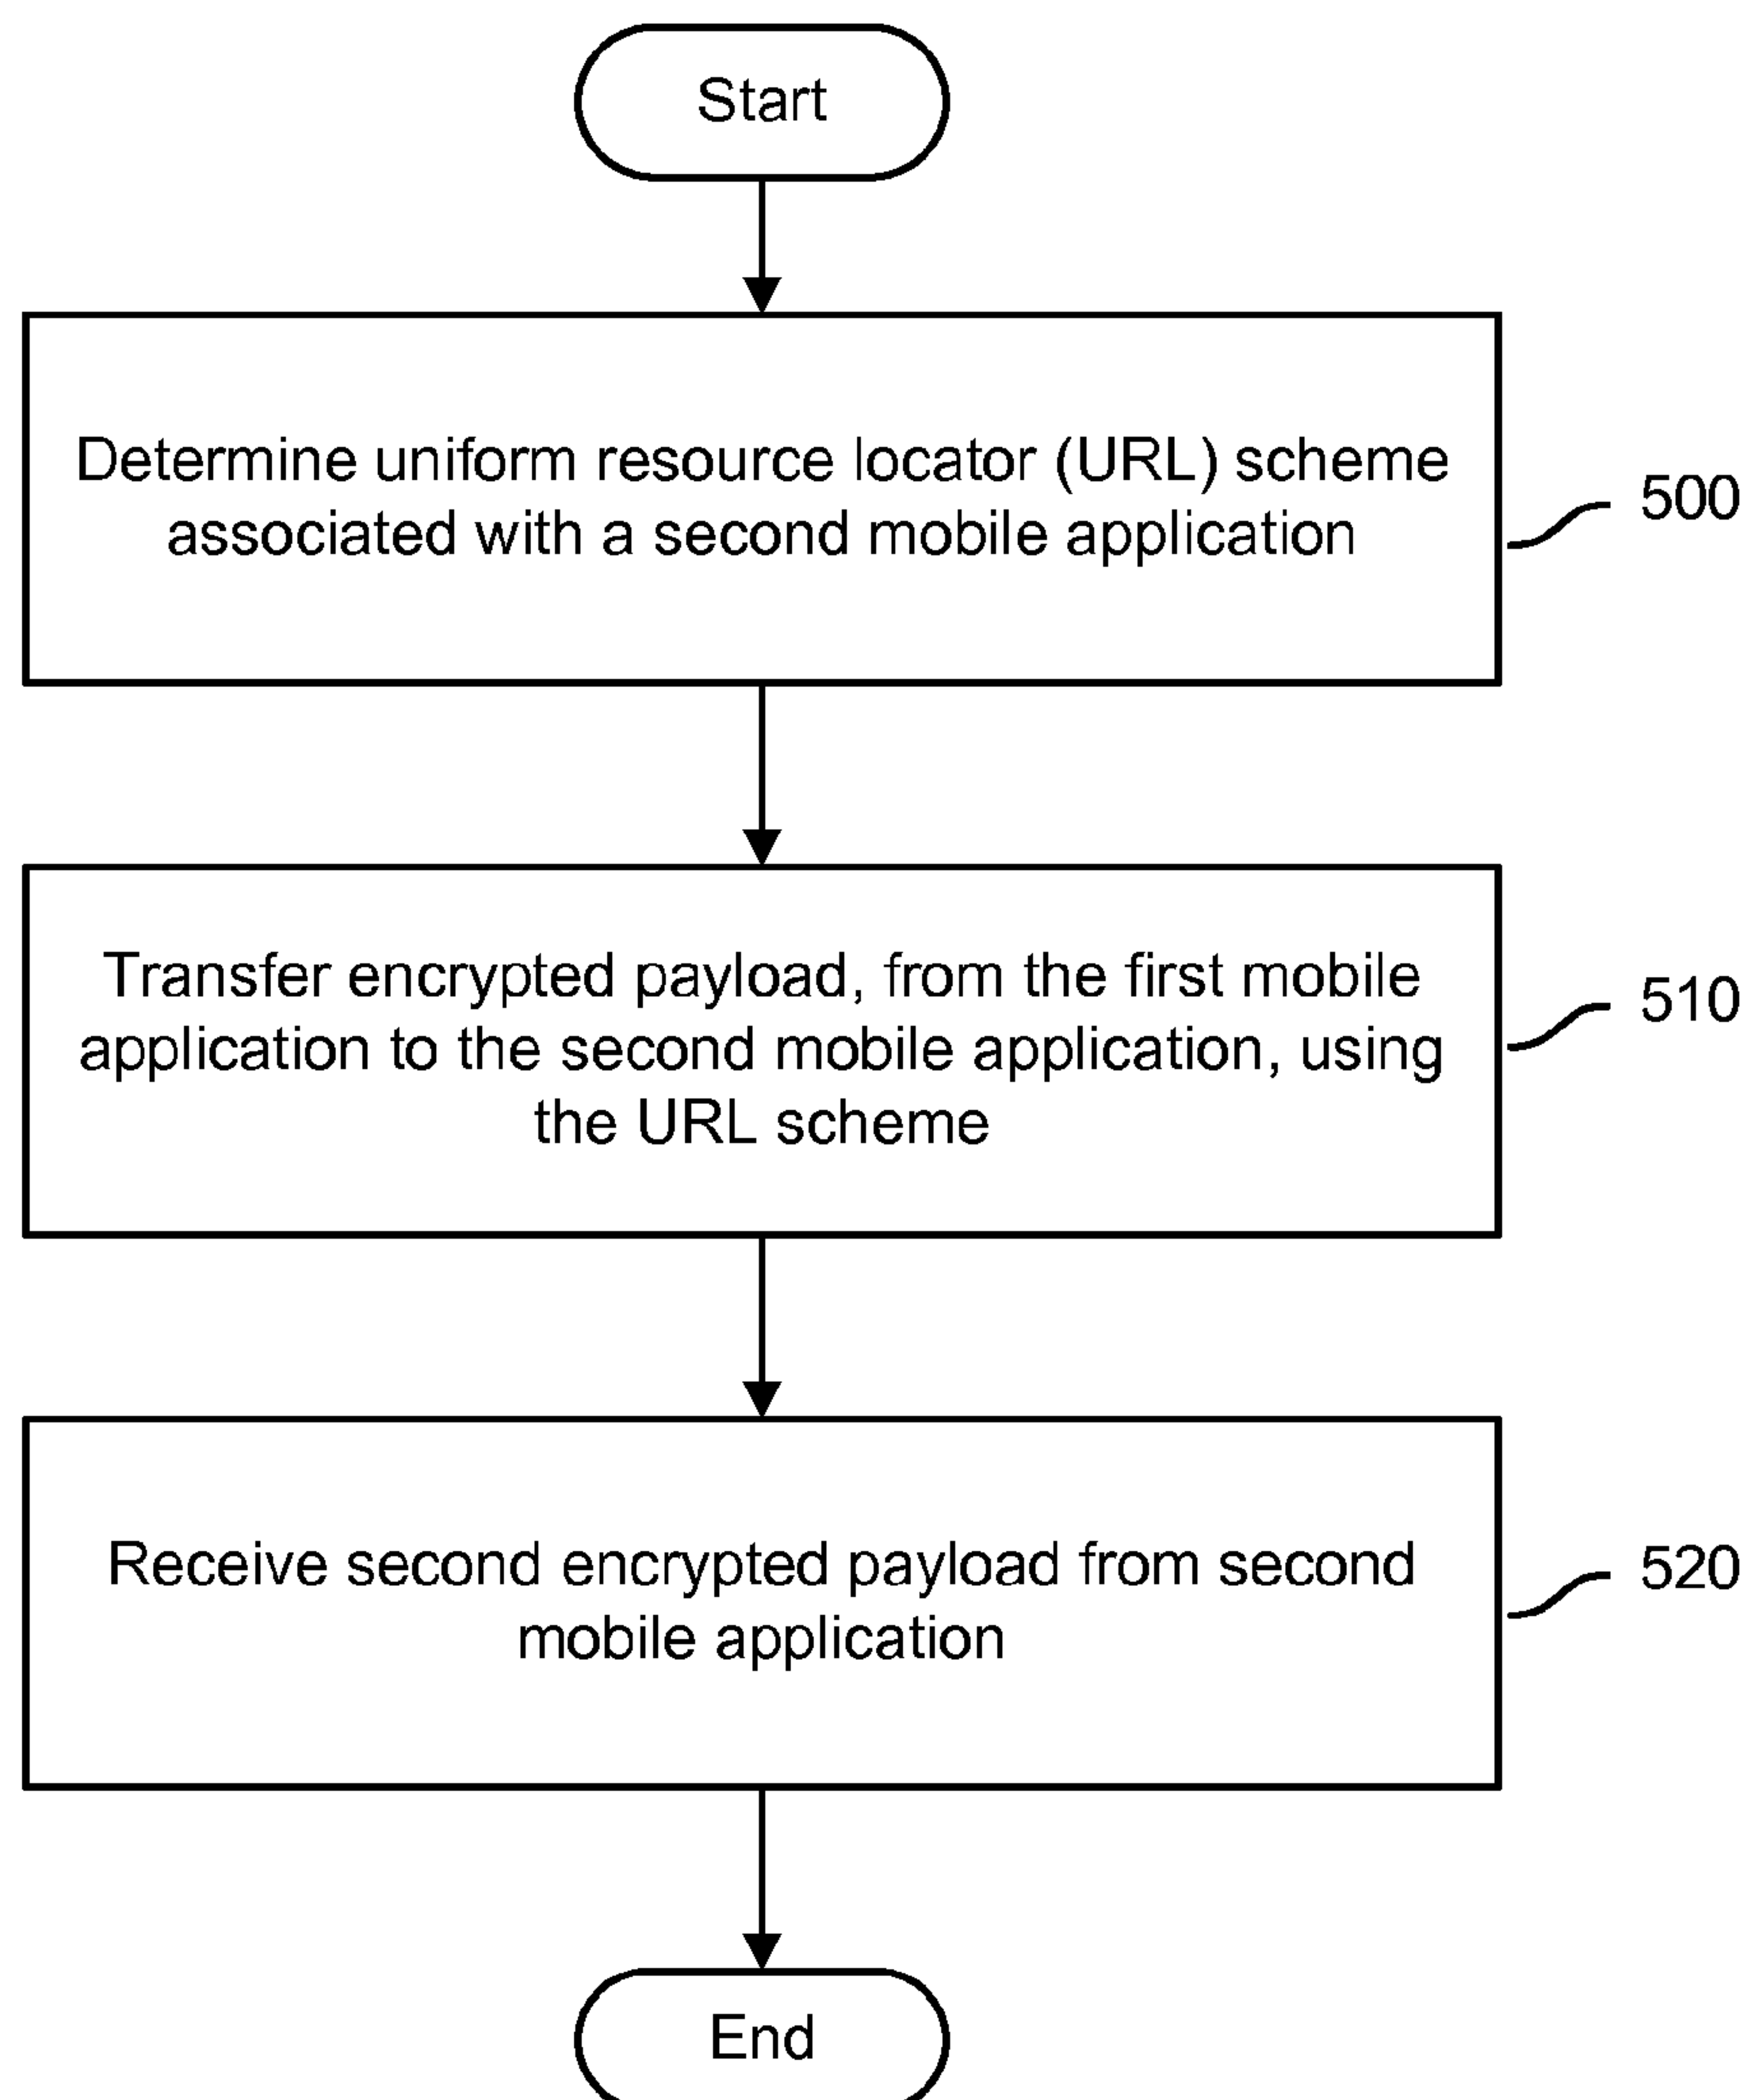 Start
Determine uniform resource locator (URL) scheme
associated with a second mobile application
500
Transfer encrypted payload, from the first mobile
application to the second mobile application, using
the URL scheme
510
Receive second encrypted payload from second
mobile application
520
End